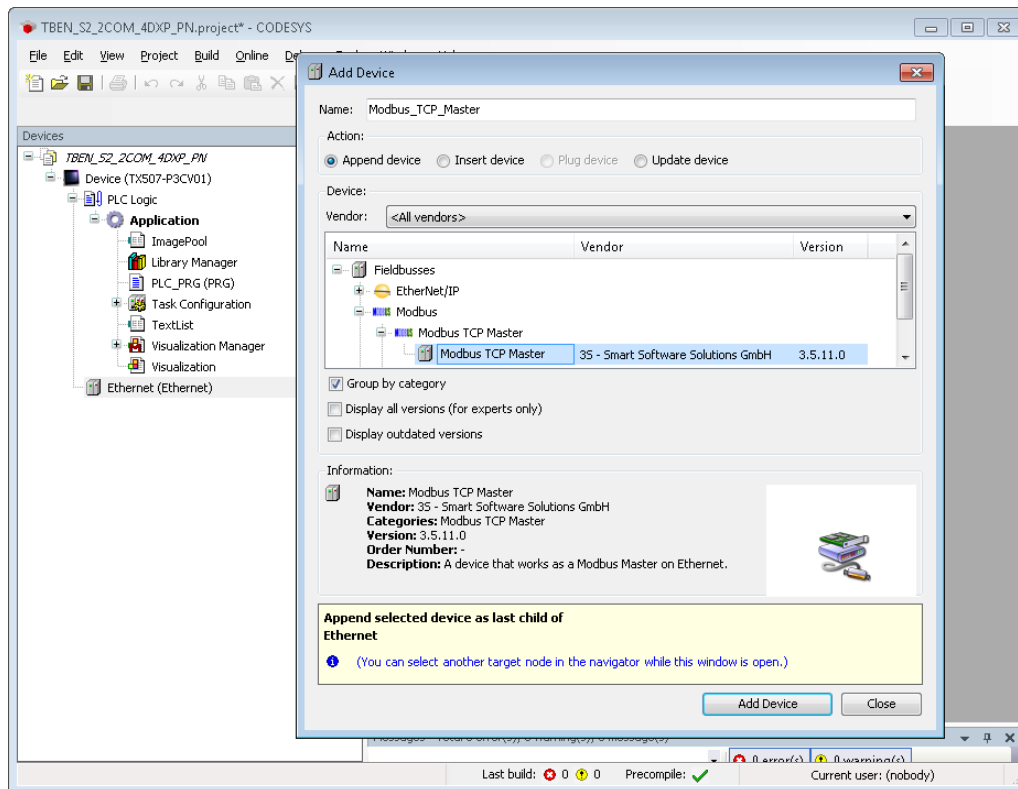 TBEN_S2_2COM_4DXP_PN.project* - CODESYS
File Edit View Project Build Online
Devices
TBEN_S2_2COM_4DXP_PN
Device (TX507-P3CV01)
PLC Logic
Application
ImagePool
Library Manager
PLC_PRG (PRG)
Task Configuration
TextList
Visualization Manager
Visualization
Ethernet (Ethernet)
Add Device
Name: Modbus_TCP_Master
Action:
Append device Insert device Plug device Update device
Device:
Vendor: <All vendors>
Name Vendor Version
Fieldbusses
EtherNet/IP
Modbus
Modbus TCP Master
Modbus TCP Master 3S - Smart Software Solutions GmbH 3.5.11.0
Group by category
Display all versions (for experts only)
Display outdated versions
Information:
Name: Modbus TCP Master
Vendor: 3S - Smart Software Solutions GmbH
Categories: Modbus TCP Master
Version: 3.5.11.0
Order Number: -
Description: A device that works as a Modbus Master on Ethernet.
Append selected device as last child of
Ethernet
(You can select another target node in the navigator while this window is open.)
Add Device Close
0 error(s) 0 warning(s)
Last build: 0 0 Precompile: Current user: (nobody)